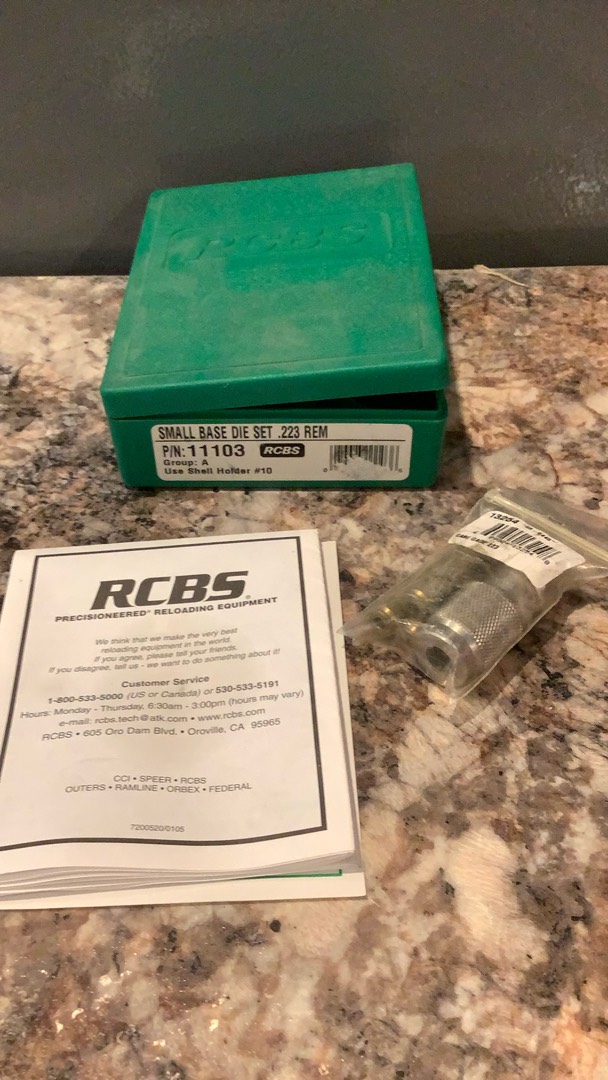 RCBS
SMALL BASE DIE SET .223 REM
P/N: 11103 RCBS
Group: A
Use Shell Holder #10
13254
RCBS®
PRECISIONEERED® RELOADING EQUIPMENT
We think that we make the very best
reloading equipment in the world.
If you agree, please tell your friends.
If you disagree, tell us - we want to do something about it!
Customer Service
1-800-533-5000 (US or Canada) or 530-533-5191
Hours: Monday - Thursday, 6:30am - 3:00pm (hours may vary)
e-mail: rcbs.tech@atk.com • www.rcbs.com
RCBS • 605 Oro Dam Blvd. • Oroville, CA 95965
CCI • SPEER • RCBS
OUTERS • RAMLINE • ORBEX • FEDERAL
7200520/0105